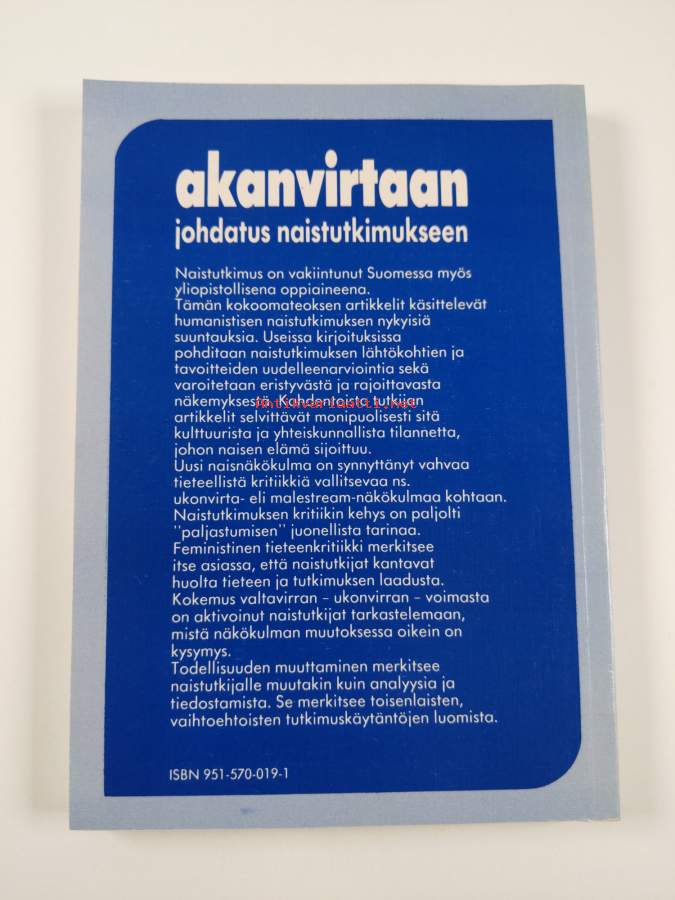 akanvirtaan
johdatus naistutkimukseen
Naistutkimus on vakiintunut Suomessa myös
yliopistollisena oppiaineena.
Tämän kokoomateoksen artikkelit käsittelevät
humanistisen naistutkimuksen nykyisiä
suuntauksia. Useissa kirjoituksissa
pohditaan naistutkimuksen lähtökohtien ja
tavoitteiden uudelleenarviointia sekä
varoitetaan eristyvästä ja rajoittavasta
näkemyksestä. Kahdentoista tutkijan
Antikvariaatti.net
artikkelit selvittävät monipuolisesti sitä
kulttuurista ja yhteiskunnallista tilannetta,
johon naisen elämä sijoittuu.
Uusi naisnäkökulma on synnyttänyt vahvaa
tieteellistä kritiikkiä vallitsevaa ns.
ukonvirta- eli malestream-näkökulmaa kohtaan.
Naistutkimuksen kritiikin kehys on paljolti
"paljastumisen" juonellista tarinaa.
Feministinen tieteenkritiikki merkitsee
itse asiassa, että naistutkijat kantavat
huolta tieteen ja tutkimuksen laadusta.
Kokemus valtavirran – ukonvirran – voimasta
on aktivoinut naistutkijat tarkastelemaan,
mistä näkökulman muutoksessa oikein on
kysymys.
Todellisuuden muuttaminen merkitsee
naistutkijalle muutakin kuin analyysia ja
tiedostamista. Se merkitsee toisenlaisten,
vaihtoehtoisten tutkimuskäytäntöjen luomista.
ISBN 951-570-019-1